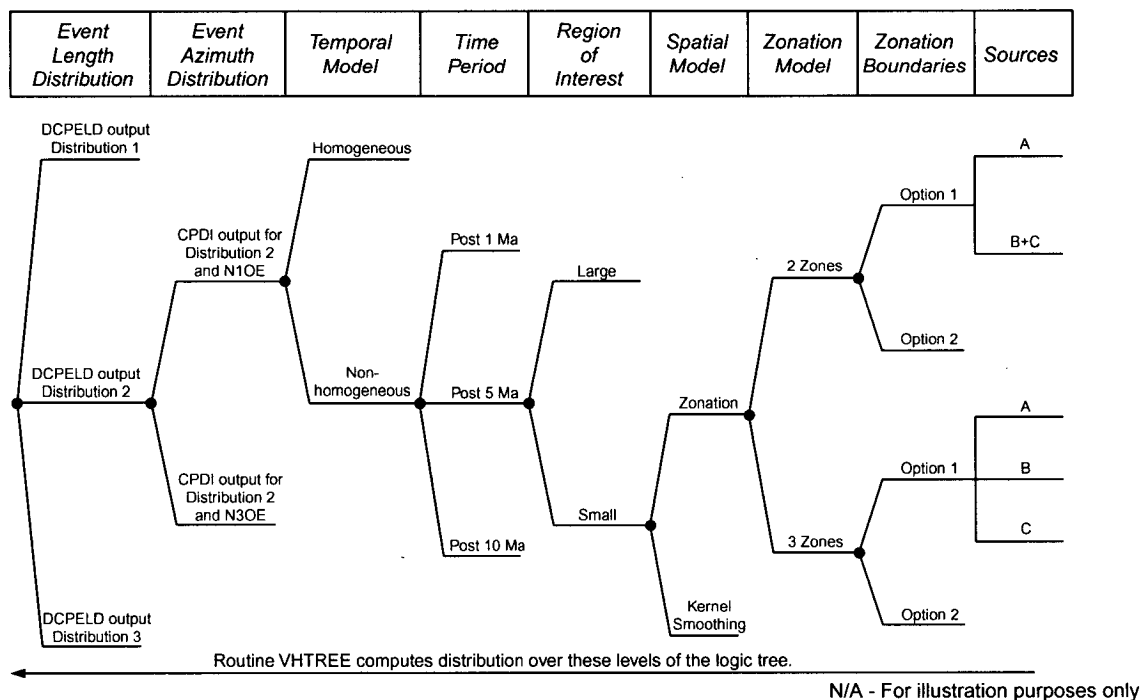 Event
Length
Distribution
Event
Azimuth
Distribution
Temporal
Model
Time
Period
Region
of
Interest
Spatial
Model
Zonation
Model
Zonation
Boundaries
Sources
DCPELD output
Distribution 1
DCPELD output
Distribution 2
DCPELD output
Distribution 3
CPDI output for
Distribution 2
and N1OE
CPDI output for
Distribution 2
and N3OE
Homogeneous
Non-
homogeneous
Post 1 Ma
Post 5 Ma
Post 10 Ma
Large
Small
Zonation
Kernel
Smoothing
2 Zones
3 Zones
Option 1
Option 2
Option 1
Option 2
A
B+C
A
B
C
Routine VHTREE computes distribution over these levels of the logic tree.
N/A - For illustration purposes only